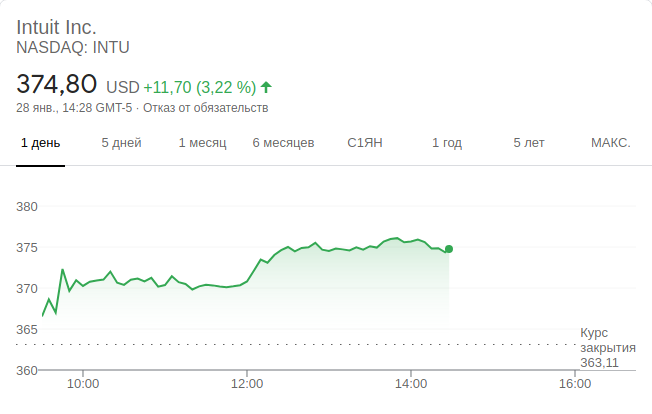 Intuit Inc.
NASDAQ: INTU
374,80 USD +11,70 (3,22 %)
28 янв., 14:28 GMT-5 · Отказ от обязательств
1 день 5 дней 1 месяц 6 месяцев С1ЯН 1 год 5 лет МАКС.
380
375
370
365
Курс
закрытия
363,11
360
10:00 12:00 14:00 16:00